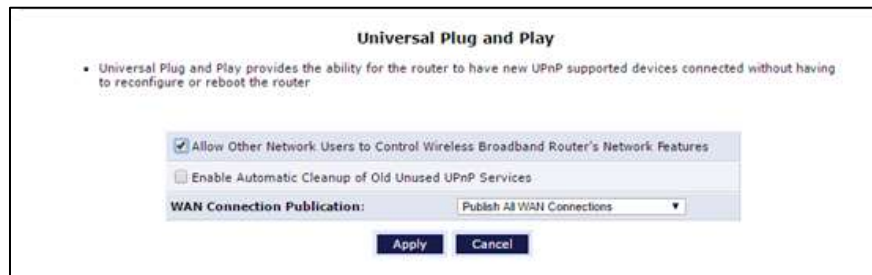 Universal Plug and Play
Universal Plug and Play provides the ability for the router to have new UPnP supported devices connected without having
to reconfigure or reboot the router
Allow Other Network Users to Control Wireless Broadband Router's Network Features
Enable Automatic Cleanup of Old Unused UPnP Services
WAN Connection Publication: Publish All WAN Connections
Apply Cancel